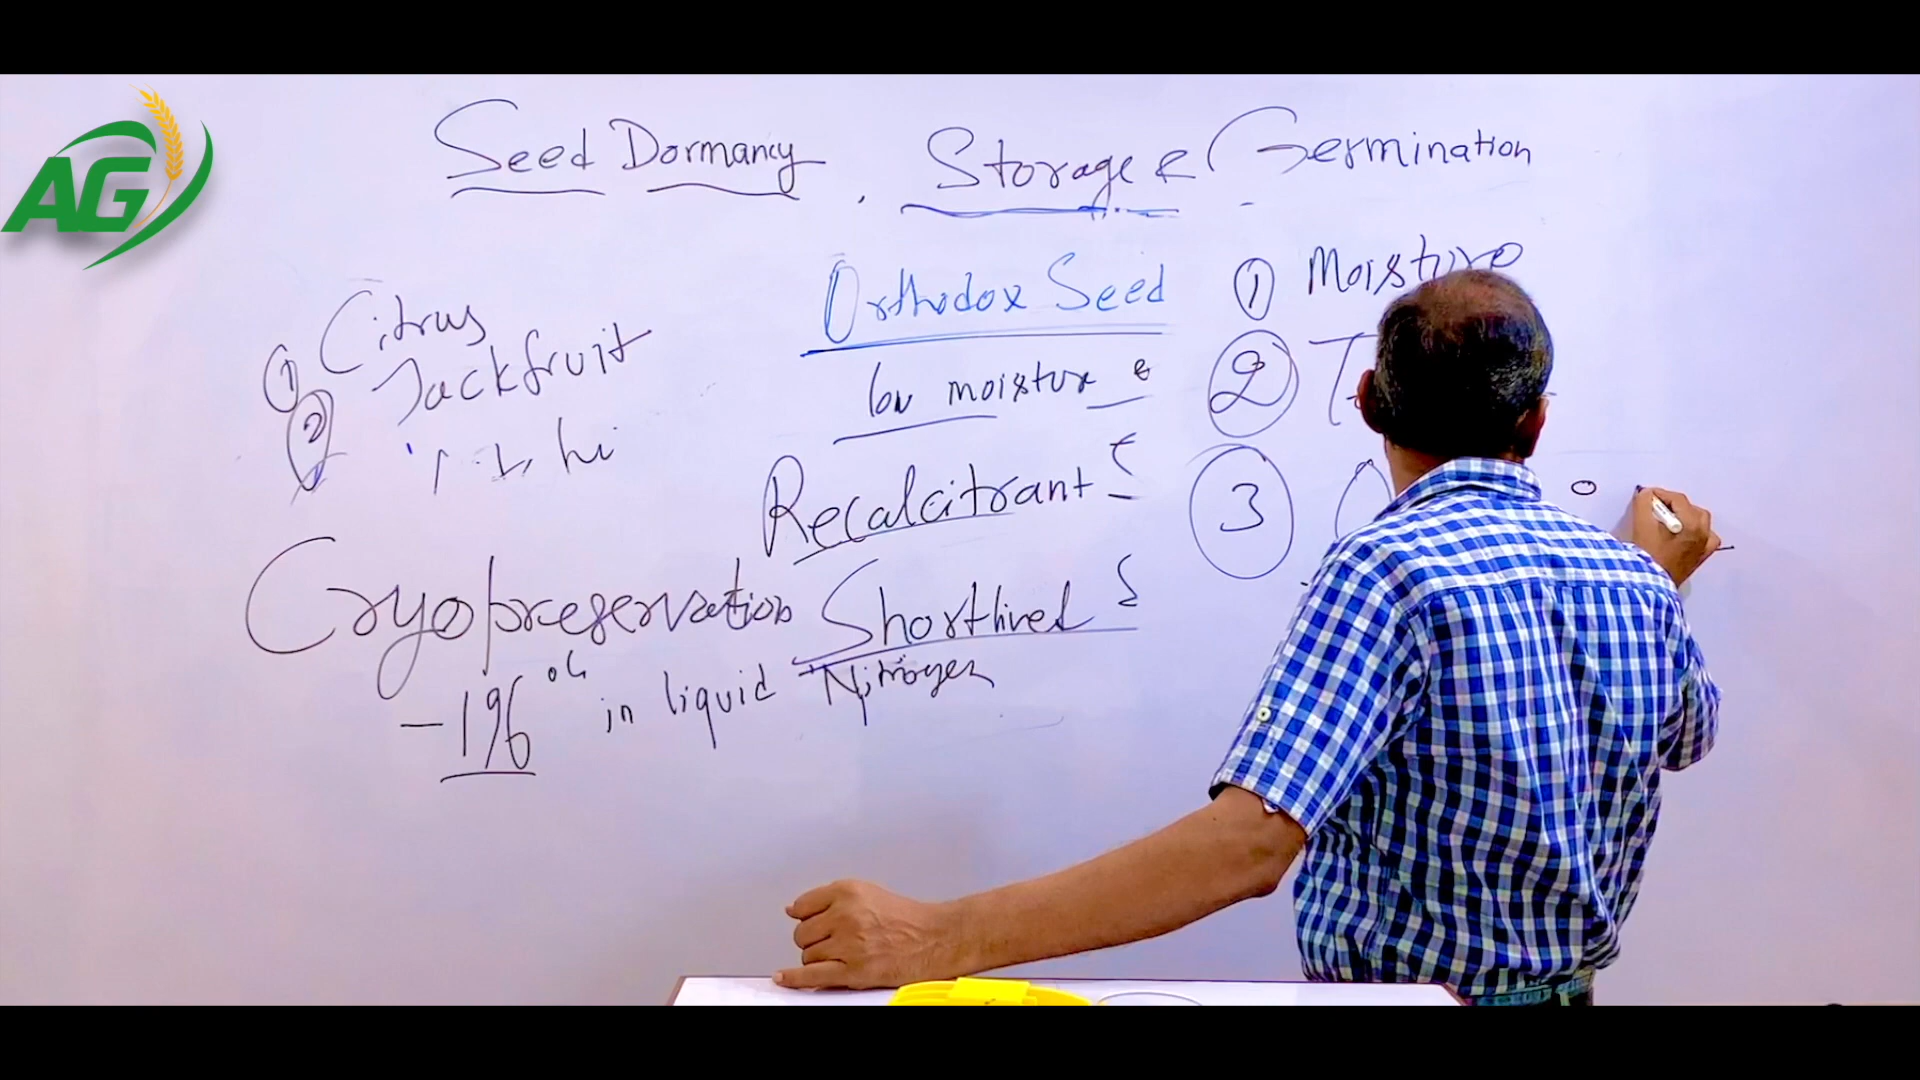 AG
Seed Dormancy, Storage & Germination
① Citrus
② Jackfruit
Orthodox Seed
low moisture &
Recalcitrant
Shortlived
Cryopreservation
-196 °C in liquid Nitrogen
① Moisture
②
③